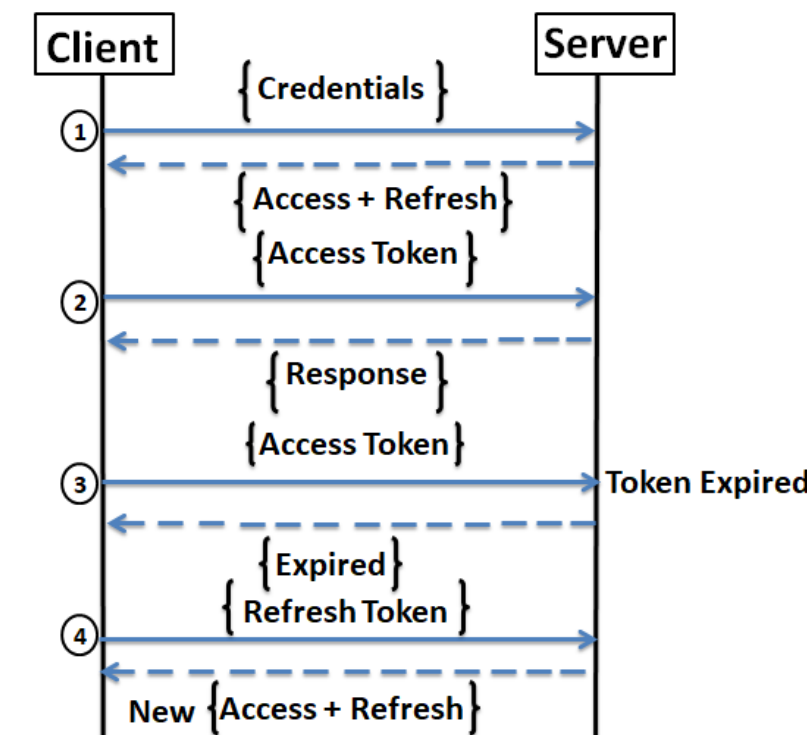 Client
Server
{ Credentials }
1
{ Access + Refresh }
{ Access Token }
2
{ Response }
{ Access Token }
3
Token Expired
{ Expired }
{ Refresh Token }
4
New { Access + Refresh }